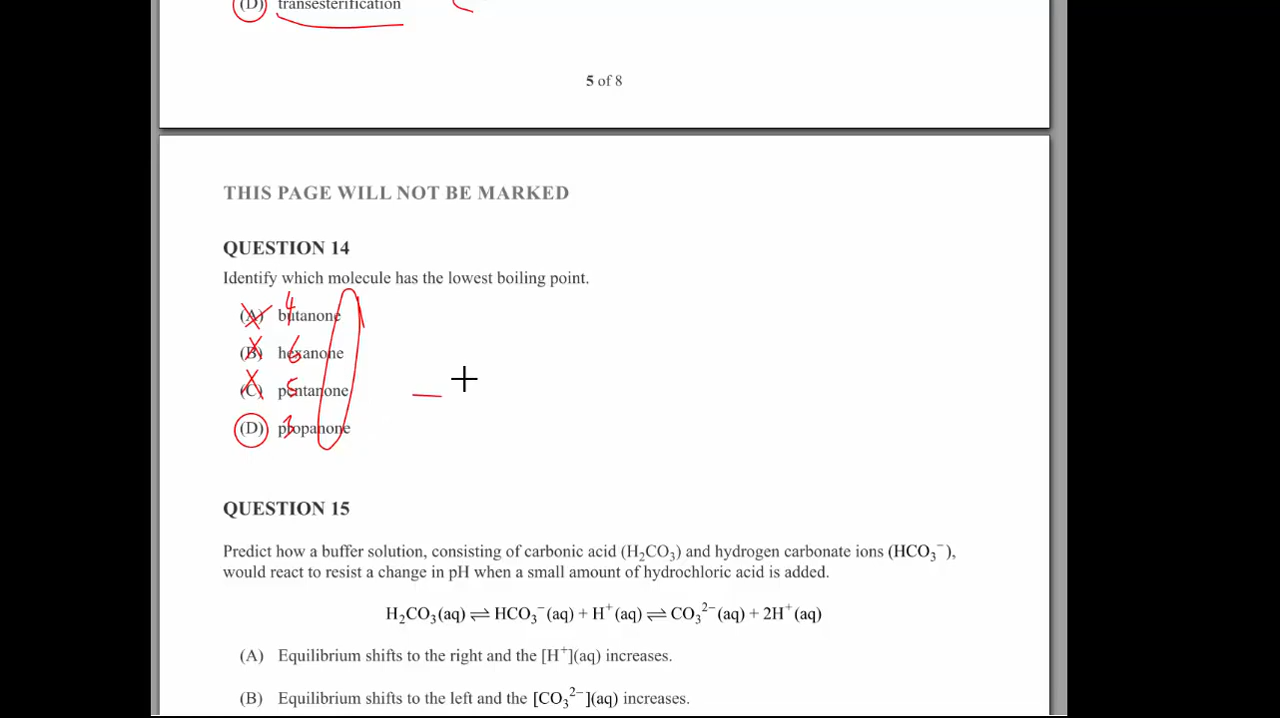 (D) transesterification
5 of 8
THIS PAGE WILL NOT BE MARKED
QUESTION 14
Identify which molecule has the lowest boiling point.
4
(A) butanone
(B) 6 hexanone
(C) 5 pentanone
(D) 3 propanone
QUESTION 15
Predict how a buffer solution, consisting of carbonic acid (H₂CO₃) and hydrogen carbonate ions (HCO₃⁻),
would react to resist a change in pH when a small amount of hydrochloric acid is added.
H₂CO₃(aq) ⇌ HCO₃⁻(aq) + H⁺(aq) ⇌ CO₃²⁻(aq) + 2H⁺(aq)
(A) Equilibrium shifts to the right and the [H⁺](aq) increases.
(B) Equilibrium shifts to the left and the [CO₃²⁻](aq) increases.